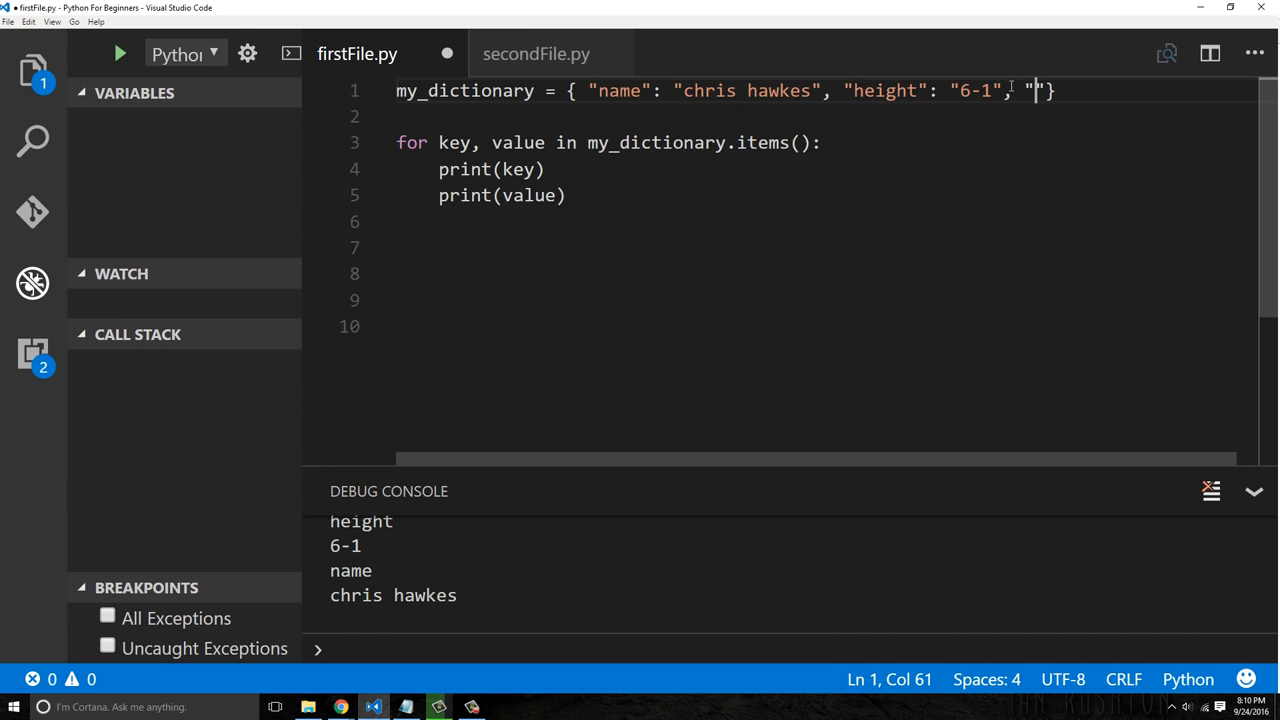 ● firstFile.py - Python For Beginners - Visual Studio Code
File Edit View Go Help
1
Pythoı
firstFile.py
secondFile.py
VARIABLES
WATCH
CALL STACK
2
BREAKPOINTS
All Exceptions
Uncaught Exceptions
1 my_dictionary = { "name": "chris hawkes", "height": "6-1", ""}
2
3 for key, value in my_dictionary.items():
4 print(key)
5 print(value)
6
7
8
9
10
DEBUG CONSOLE
height
6-1
name
chris hawkes
0 0
Ln 1, Col 61
Spaces: 4
UTF-8
CRLF
Python
I'm Cortana. Ask me anything.
8:10 PM
9/24/2016